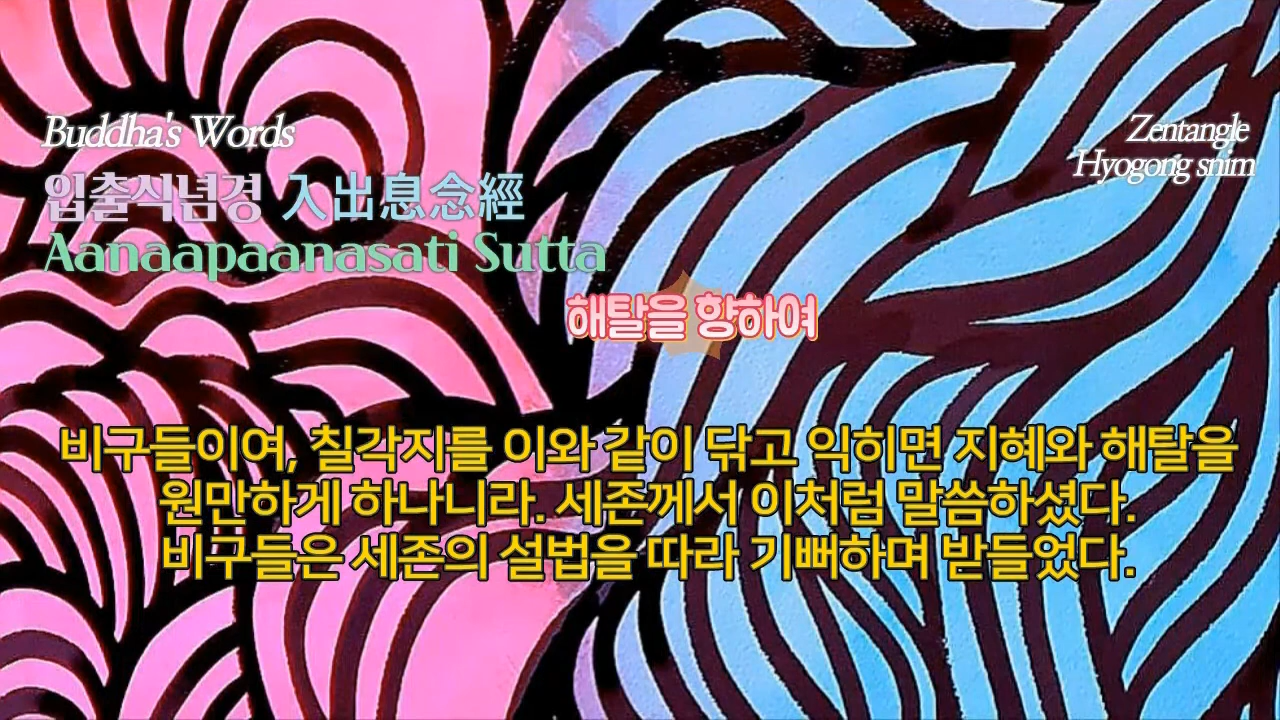 Buddha's Words
Zentangle
Hyogong snim
입출식념경 入出息念經
Aanaapaanasati Sutta
해탈을 향하여
비구들이여, 칠각지를 이와 같이 닦고 익히면 지혜와 해탈을
원만하게 하나니라. 세존께서 이처럼 말씀하셨다.
비구들은 세존의 설법을 따라 기뻐하며 받들었다.